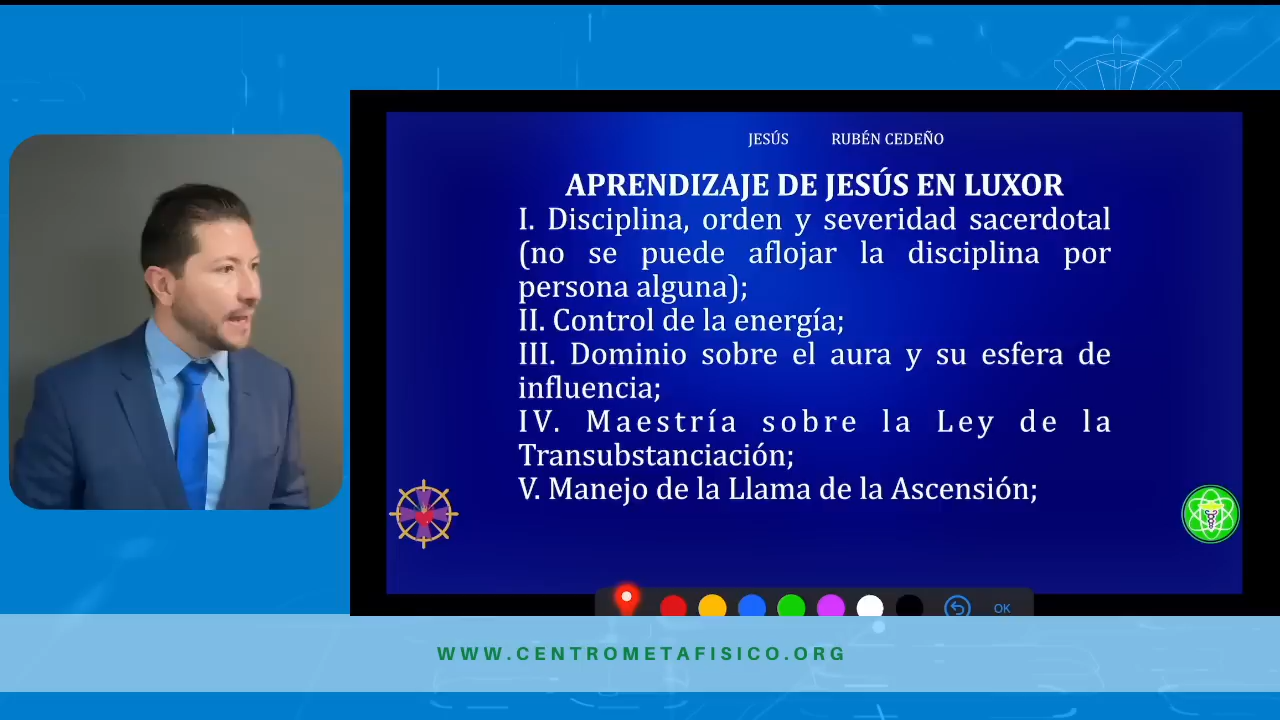 JESÚS RUBÉN CEDEÑO
APRENDIZAJE DE JESÚS EN LUXOR
I. Disciplina, orden y severidad sacerdotal
(no se puede aflojar la disciplina por
persona alguna);
II. Control de la energía;
III. Dominio sobre el aura y su esfera de
influencia;
IV. Maestría sobre la Ley de la
Transubstanciación;
V. Manejo de la Llama de la Ascensión;
OK
WWW.CENTROMETAFISICO.ORG